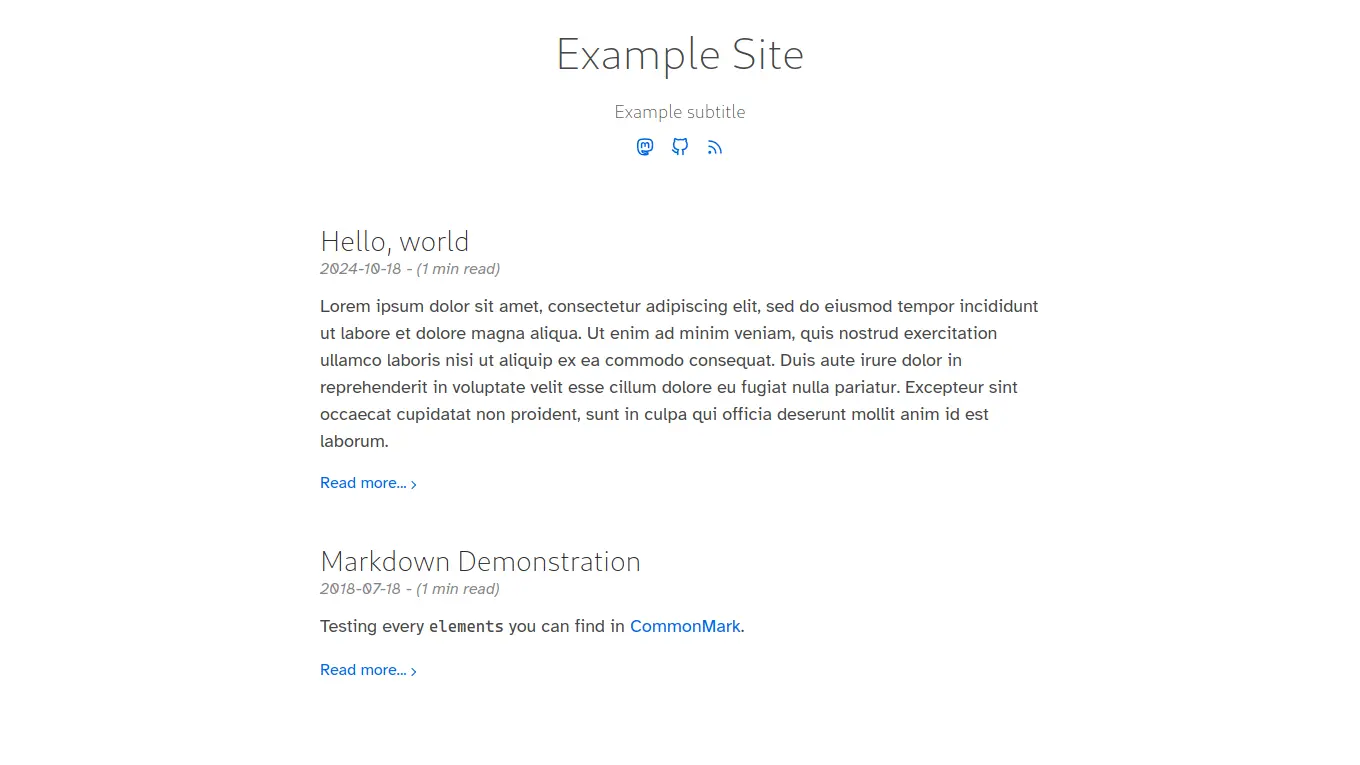 Example Site
Example subtitle
Hello, world
2024-10-18 - (1 min read)
Lorem ipsum dolor sit amet, consectetur adipiscing elit, sed do eiusmod tempor incididunt
ut labore et dolore magna aliqua. Ut enim ad minim veniam, quis nostrud exercitation
ullamco laboris nisi ut aliquip ex ea commodo consequat. Duis aute irure dolor in
reprehenderit in voluptate velit esse cillum dolore eu fugiat nulla pariatur. Excepteur sint
occaecat cupidatat non proident, sunt in culpa qui officia deserunt mollit anim id est
laborum.
Read more... ›
Markdown Demonstration
2018-07-18 - (1 min read)
Testing every elements you can find in CommonMark.
Read more... ›